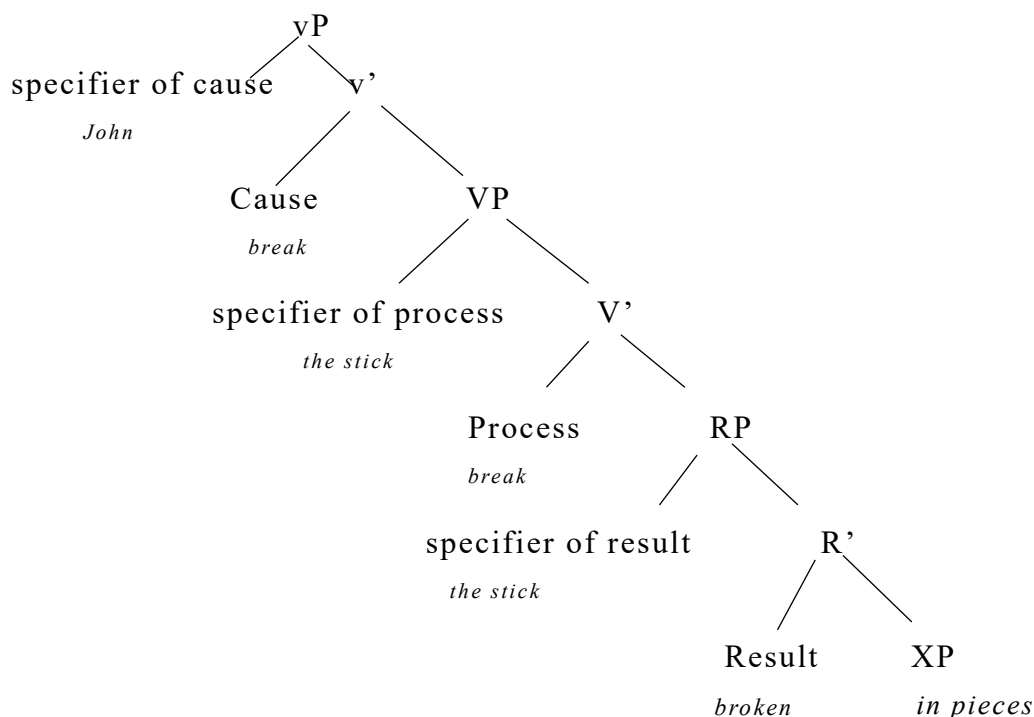 vP
specifier of cause v’
John
Cause VP
break
specifier of process V’
the stick
Process RP
break
specifier of result R’
the stick
Result XP
broken in pieces